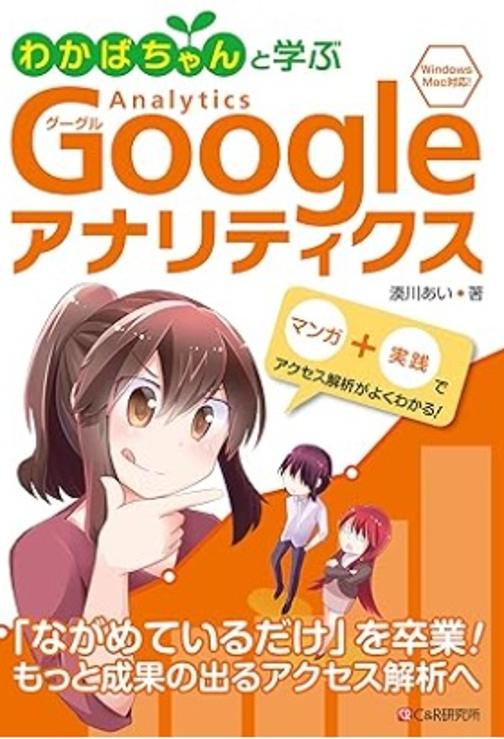 わかばちゃんと学ぶ
Windows
Mac対応!
Analytics
グーグル
Google
アナリティクス
湊川あい・著
マンガ+実践で
アクセス解析がよくわかる!
「ながめているだけ」を卒業!
もっと成果の出るアクセス解析へ
C&R研究所